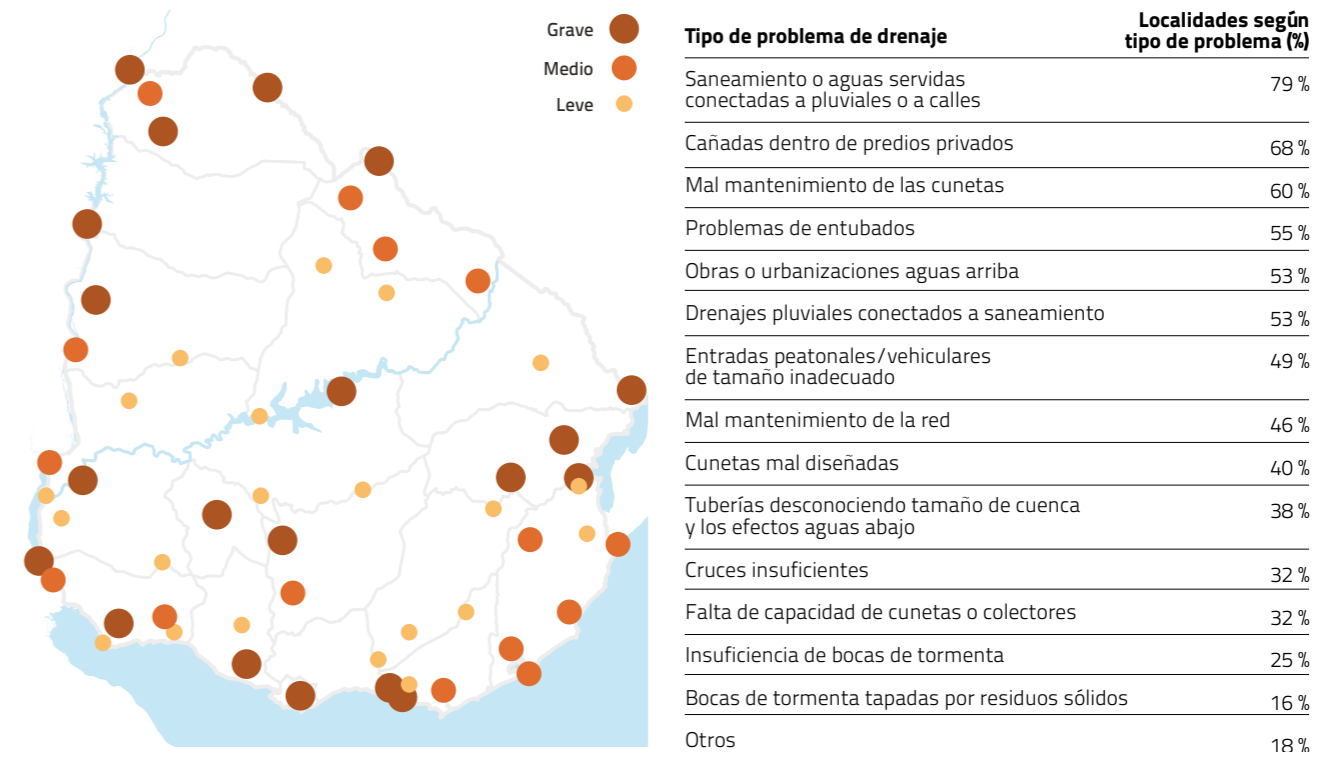 Grave
Medio
Leve
Tipo de problema de drenaje
Localidades según
tipo de problema (%)
Saneamiento o aguas servidas
conectadas a pluviales o a calles
79 %
Cañadas dentro de predios privados
68 %
Mal mantenimiento de las cunetas
60 %
Problemas de entubados
55 %
Obras o urbanizaciones aguas arriba
53 %
Drenajes pluviales conectados a saneamiento
53 %
Entradas peatonales/vehiculares
de tamaño inadecuado
49 %
Mal mantenimiento de la red
46 %
Cunetas mal diseñadas
40 %
Tuberías desconociendo tamaño de cuenca
y los efectos aguas abajo
38 %
Cruces insuficientes
32 %
Falta de capacidad de cunetas o colectores
32 %
Insuficiencia de bocas de tormenta
25 %
Bocas de tormenta tapadas por residuos sólidos
16 %
Otros
18 %